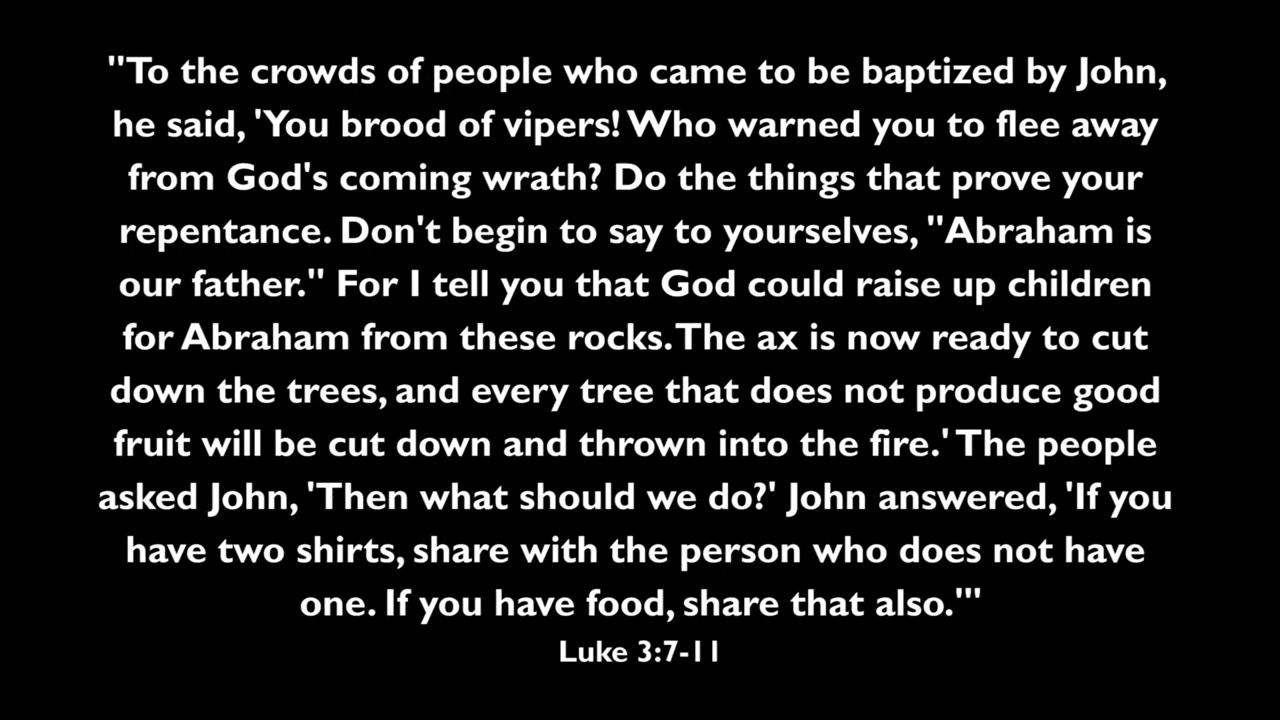 "To the crowds of people who came to be baptized by John,
he said, 'You brood of vipers! Who warned you to flee away
from God's coming wrath? Do the things that prove your
repentance. Don't begin to say to yourselves, "Abraham is
our father." For I tell you that God could raise up children
for Abraham from these rocks. The ax is now ready to cut
down the trees, and every tree that does not produce good
fruit will be cut down and thrown into the fire.' The people
asked John, 'Then what should we do?' John answered, 'If you
have two shirts, share with the person who does not have
one. If you have food, share that also.'"
Luke 3:7-11